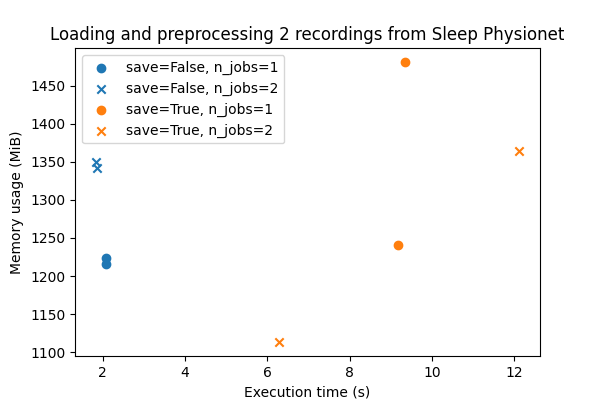 Loading and preprocessing 2 recordings from Sleep Physionet
save=False, n_jobs=1
save=False, n_jobs=2
save=True, n_jobs=1
save=True, n_jobs=2
Memory usage (MiB)
1450
1400
1350
1300
1250
1200
1150
1100
2 4 6 8 10 12
Execution time (s)